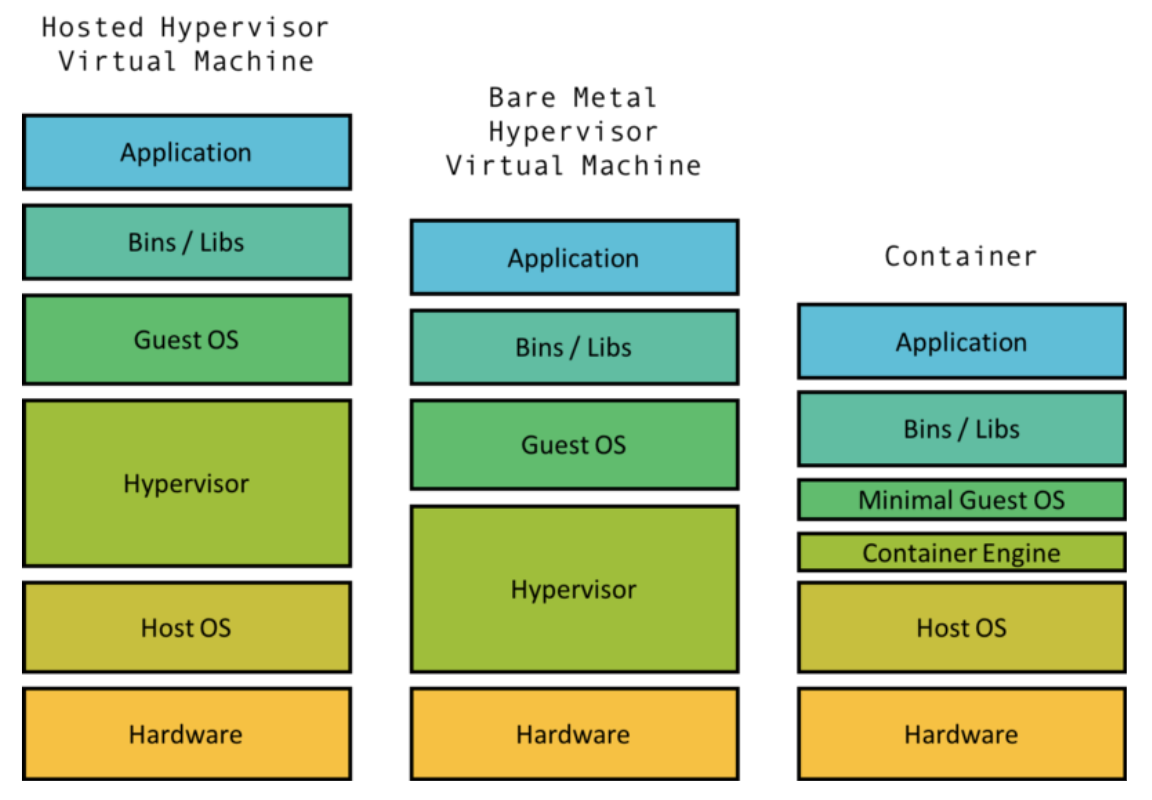 Hosted Hypervisor
Virtual Machine
Application
Bins / Libs
Guest OS
Hypervisor
Host OS
Hardware
Bare Metal
Hypervisor
Virtual Machine
Application
Bins / Libs
Guest OS
Hypervisor
Hardware
Container
Application
Bins / Libs
Minimal Guest OS
Container Engine
Host OS
Hardware